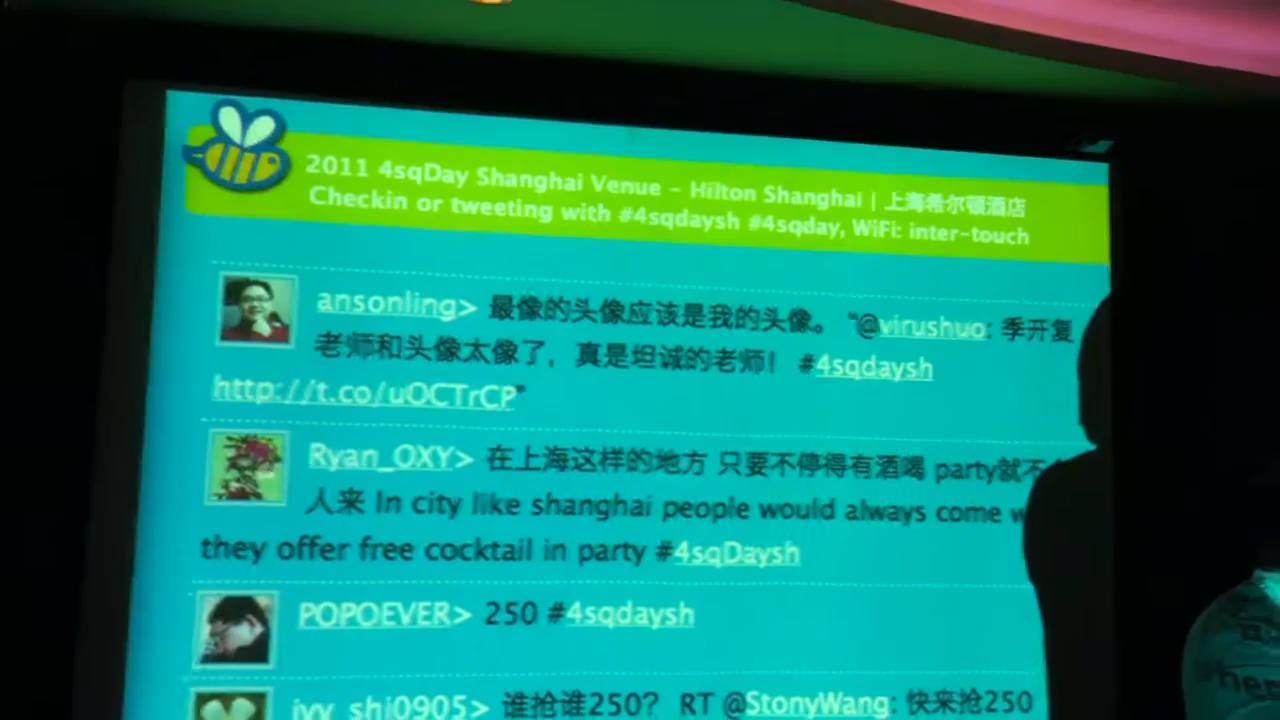 2011 4sqDay Shanghai Venue - Hilton Shanghai | 上海希尔顿酒店
Checkin or tweeting with #4sqdaysh #4sqday, WiFi: inter-touch
ansonling> 最像的头像应该是我的头像。 “@virushuo: 季开复
老师和头像太像了，真是坦诚的老师！ #4sqdaysh
http://t.co/uOCTrCP”
Ryan_OXY> 在上海这样的地方 只要不停得有酒喝 party就不
人来 In city like shanghai people would always come
they offer free cocktail in party #4sqDaysh
POPOEVER> 250 #4sqdaysh
ivy_shi0905> 谁抢谁250？ RT @StonyWang: 快来抢250